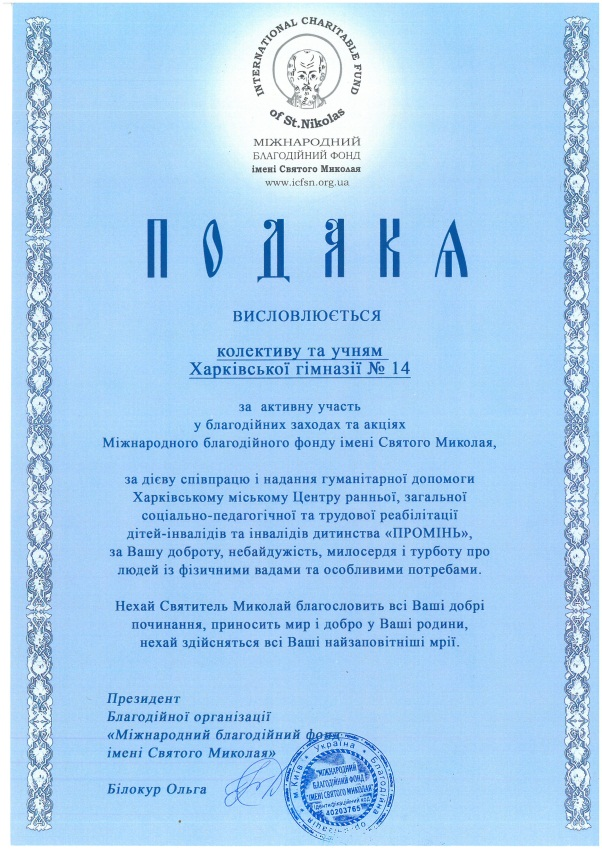 INTERNATIONAL CHARITABLE FUND
of St.Nikolas
МІЖНАРОДНИЙ
БЛАГОДІЙНИЙ ФОНД
імені Святого Миколая
www.icfsn.org.ua
ПОДЯКА
ВИСЛОВЛЮЄТЬСЯ
колективу та учням
Харківської гімназії № 14
за активну участь
у благодійних заходах та акціях
Міжнародного благодійного фонду імені Святого Миколая,
за дієву співпрацю і надання гуманітарної допомоги
Харківському міському Центру ранньої, загальної
соціально-педагогічної та трудової реабілітації
дітей-інвалідів та інвалідів дитинства «ПРОМІНЬ»,
за Вашу доброту, небайдужість, милосердя і турботу про
людей із фізичними вадами та особливими потребами.
Нехай Святитель Миколай благословить всі Ваші добрі
починання, приносить мир і добро у Ваші родини,
нехай здійсняться всі Ваші найзаповітніші мрії.
Президент
Благодійної організації
«Міжнародний благодійний фонд
імені Святого Миколая»
Білокур Ольга
м.Київ * Україна * Благодійна організація
"МІЖНАРОДНИЙ
БЛАГОДІЙНИЙ ФОНД
ІМЕНІ СВЯТОГО МИКОЛАЯ"
Ідентифікаційний код
40203765